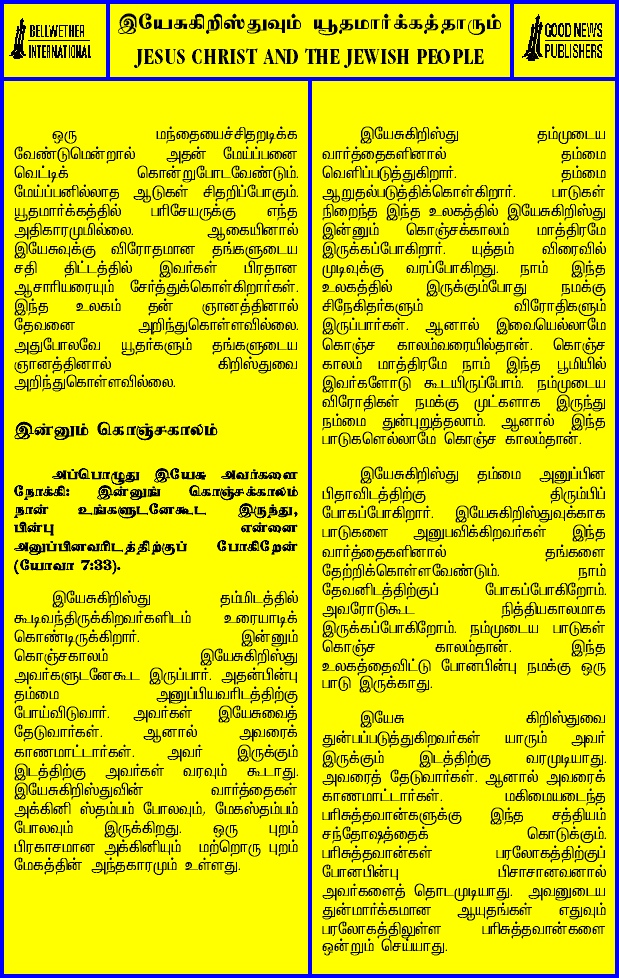 BELLWETHER
INTERNATIONAL
இயேசுகிறிஸ்துவும் யூதமார்க்கத்தாரும்
JESUS CHRIST AND THE JEWISH PEOPLE
GOOD NEWS
PUBLISHERS
ஒரு மந்தையைச்சிதறடிக்க
வேண்டுமென்றால் அதன் மேய்ப்பனை
வெட்டிக் கொன்றுபோடவேண்டும்.
மேய்ப்பனில்லாத ஆடுகள் சிதறிப்போகும்.
யூதமார்க்கத்தில் பரிசேயருக்கு எந்த
அதிகாரமுமில்லை. ஆகையினால்
இயேசுவுக்கு விரோதமான தங்களுடைய
சதி திட்டத்தில் இவர்கள் பிரதான
ஆசாரியரையும் சேர்த்துக்கொள்கிறார்கள்.
இந்த உலகம் தன் ஞானத்தினால்
தேவனை அறிந்துகொள்ளவில்லை.
அதுபோலவே யூதர்களும் தங்களுடைய
ஞானத்தினால் கிறிஸ்துவை
அறிந்துகொள்ளவில்லை.
இன்னும் கொஞ்சகாலம்
அப்பொழுது இயேசு அவர்களை
நோக்கி: இன்னுங் கொஞ்சக்காலம்
நான் உங்களுடனேகூட இருந்து,
பின்பு என்னை
அனுப்பினவரிடத்திற்குப் போகிறேன்
(யோவா 7:33).
இயேசுகிறிஸ்து தம்மிடத்தில்
கூடிவந்திருக்கிறவர்களிடம் உரையாடிக்
கொண்டிருக்கிறார். இன்னும்
கொஞ்சகாலம் இயேசுகிறிஸ்து
அவர்களுடனேகூட இருப்பார். அதன்பின்பு
தம்மை அனுப்பியவரிடத்திற்கு
போய்விடுவார். அவர்கள் இயேசுவைத்
தேடுவார்கள். ஆனால் அவரைக்
காணமாட்டார்கள். அவர் இருக்கும்
இடத்திற்கு அவர்கள் வரவும் கூடாது.
இயேசுகிறிஸ்துவின் வார்த்தைகள்
அக்கினி ஸ்தம்பம் போலவும், மேகஸ்தம்பம்
போலவும் இருக்கிறது. ஒரு புறம்
பிரகாசமான அக்கினியும் மற்றொரு புறம்
மேகத்தின் அந்தகாரமும் உள்ளது.
இயேசுகிறிஸ்து தம்முடைய
வார்த்தைகளினால் தம்மை
வெளிப்படுத்துகிறார். தம்மை
ஆறுதல்படுத்திக்கொள்கிறார். பாடுகள்
நிறைந்த இந்த உலகத்தில் இயேசுகிறிஸ்து
இன்னும் கொஞ்சக்காலம் மாத்திரமே
இருக்கப்போகிறார். யுத்தம் விரைவில்
முடிவுக்கு வரப்போகிறது. நாம் இந்த
உலகத்தில் இருக்கும்போது நமக்கு
சிநேகிதர்களும் விரோதிகளும்
இருப்பார்கள். ஆனால் இவையெல்லாமே
கொஞ்ச காலம்வரையில்தான். கொஞ்ச
காலம் மாத்திரமே நாம் இந்த பூமியில்
இவர்களோடு கூடயிருப்போம். நம்முடைய
விரோதிகள் நமக்கு முட்களாக இருந்து
நம்மை துன்புறுத்தலாம். ஆனால் இந்த
பாடுகளெல்லாமே கொஞ்ச காலம்தான்.
இயேசுகிறிஸ்து தம்மை அனுப்பின
பிதாவிடத்திற்கு திரும்பிப்
போகப்போகிறார். இயேசுகிறிஸ்துவுக்காக
பாடுகளை அனுபவிக்கிறவர்கள் இந்த
வார்த்தைகளினால் தங்களை
தேற்றிக்கொள்ளவேண்டும். நாம்
தேவனிடத்திற்குப் போகப்போகிறோம்.
அவரோடுகூட நித்தியகாலமாக
இருக்கப்போகிறோம். நம்முடைய பாடுகள்
கொஞ்ச காலம்தான். இந்த
உலகத்தைவிட்டு போனபின்பு நமக்கு ஒரு
பாடு இருக்காது.
இயேசு கிறிஸ்துவை
துன்பப்படுத்துகிறவர்கள் யாரும் அவர்
இருக்கும் இடத்திற்கு வரமுடியாது.
அவரைத் தேடுவார்கள். ஆனால் அவரைக்
காணமாட்டார்கள். மகிமையடைந்த
பரிசுத்தவான்களுக்கு இந்த சத்தியம்
சந்தோஷத்தைக் கொடுக்கும்.
பரிசுத்தவான்கள் பரலோகத்திற்குப்
போனபின்பு பிசாசானவனால்
அவர்களைத் தொடமுடியாது. அவனுடைய
துன்மார்க்கமான ஆயுதங்கள் எதுவும்
பரலோகத்திலுள்ள பரிசுத்தவான்களை
ஒன்றும் செய்யாது.